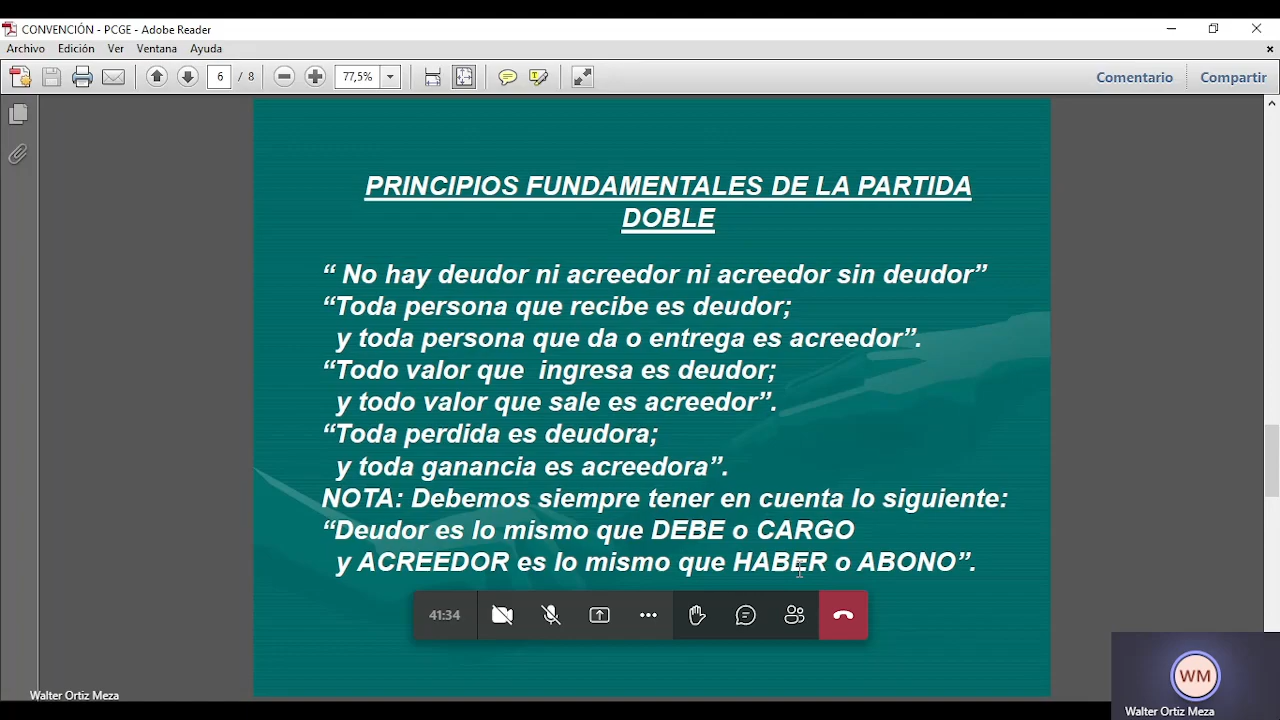 CONVENCIÓN - PCGE - Adobe Reader
Archivo Edición Ver Ventana Ayuda
6 / 8 77,5% Comentario Compartir
PRINCIPIOS FUNDAMENTALES DE LA PARTIDA
DOBLE
“ No hay deudor ni acreedor ni acreedor sin deudor”
“Toda persona que recibe es deudor;
y toda persona que da o entrega es acreedor”.
“Todo valor que ingresa es deudor;
y todo valor que sale es acreedor”.
“Toda perdida es deudora;
y toda ganancia es acreedora”.
NOTA: Debemos siempre tener en cuenta lo siguiente:
“Deudor es lo mismo que DEBE o CARGO
y ACREEDOR es lo mismo que HABER o ABONO”.
41:34
WM
Walter Ortiz Meza
Walter Ortiz Meza